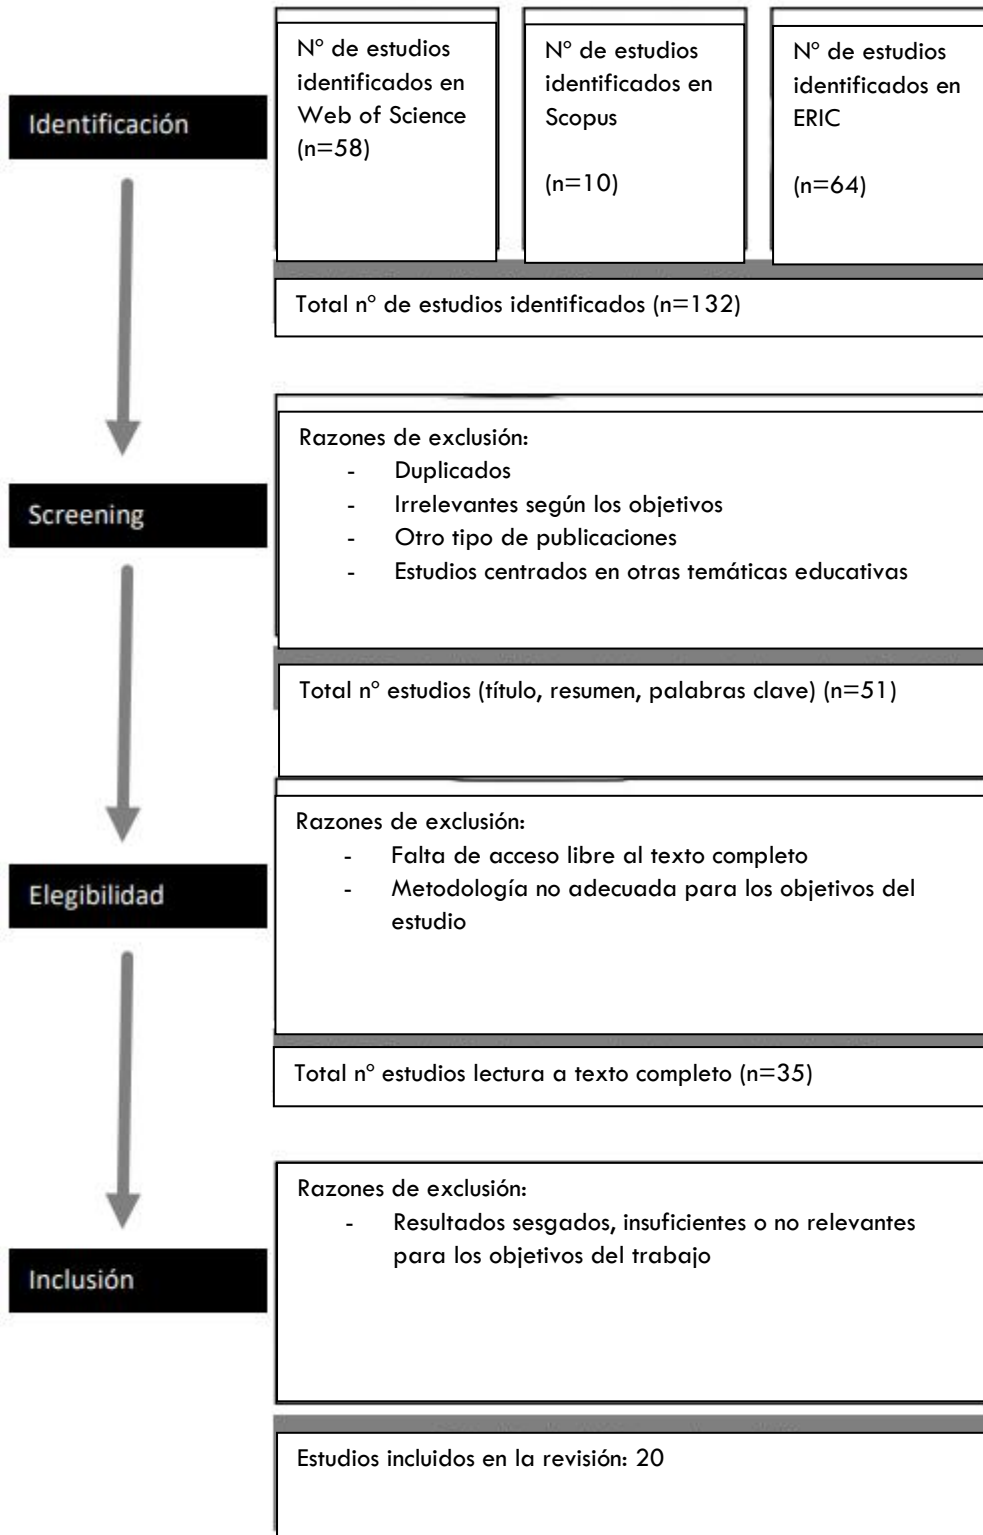 Identificación
Nº de estudios
identificados en
Web of Science
(n=58)
Nº de estudios
identificados en
Scopus
(n=10)
Nº de estudios
identificados en
ERIC
(n=64)
Total nº de estudios identificados (n=132)
Screening
Razones de exclusión:
- Duplicados
- Irrelevantes según los objetivos
- Otro tipo de publicaciones
- Estudios centrados en otras temáticas educativas
Total nº estudios (título, resumen, palabras clave) (n=51)
Elegibilidad
Razones de exclusión:
- Falta de acceso libre al texto completo
- Metodología no adecuada para los objetivos del
estudio
Total nº estudios lectura a texto completo (n=35)
Inclusión
Razones de exclusión:
- Resultados sesgados, insuficientes o no relevantes
para los objetivos del trabajo
Estudios incluidos en la revisión: 20